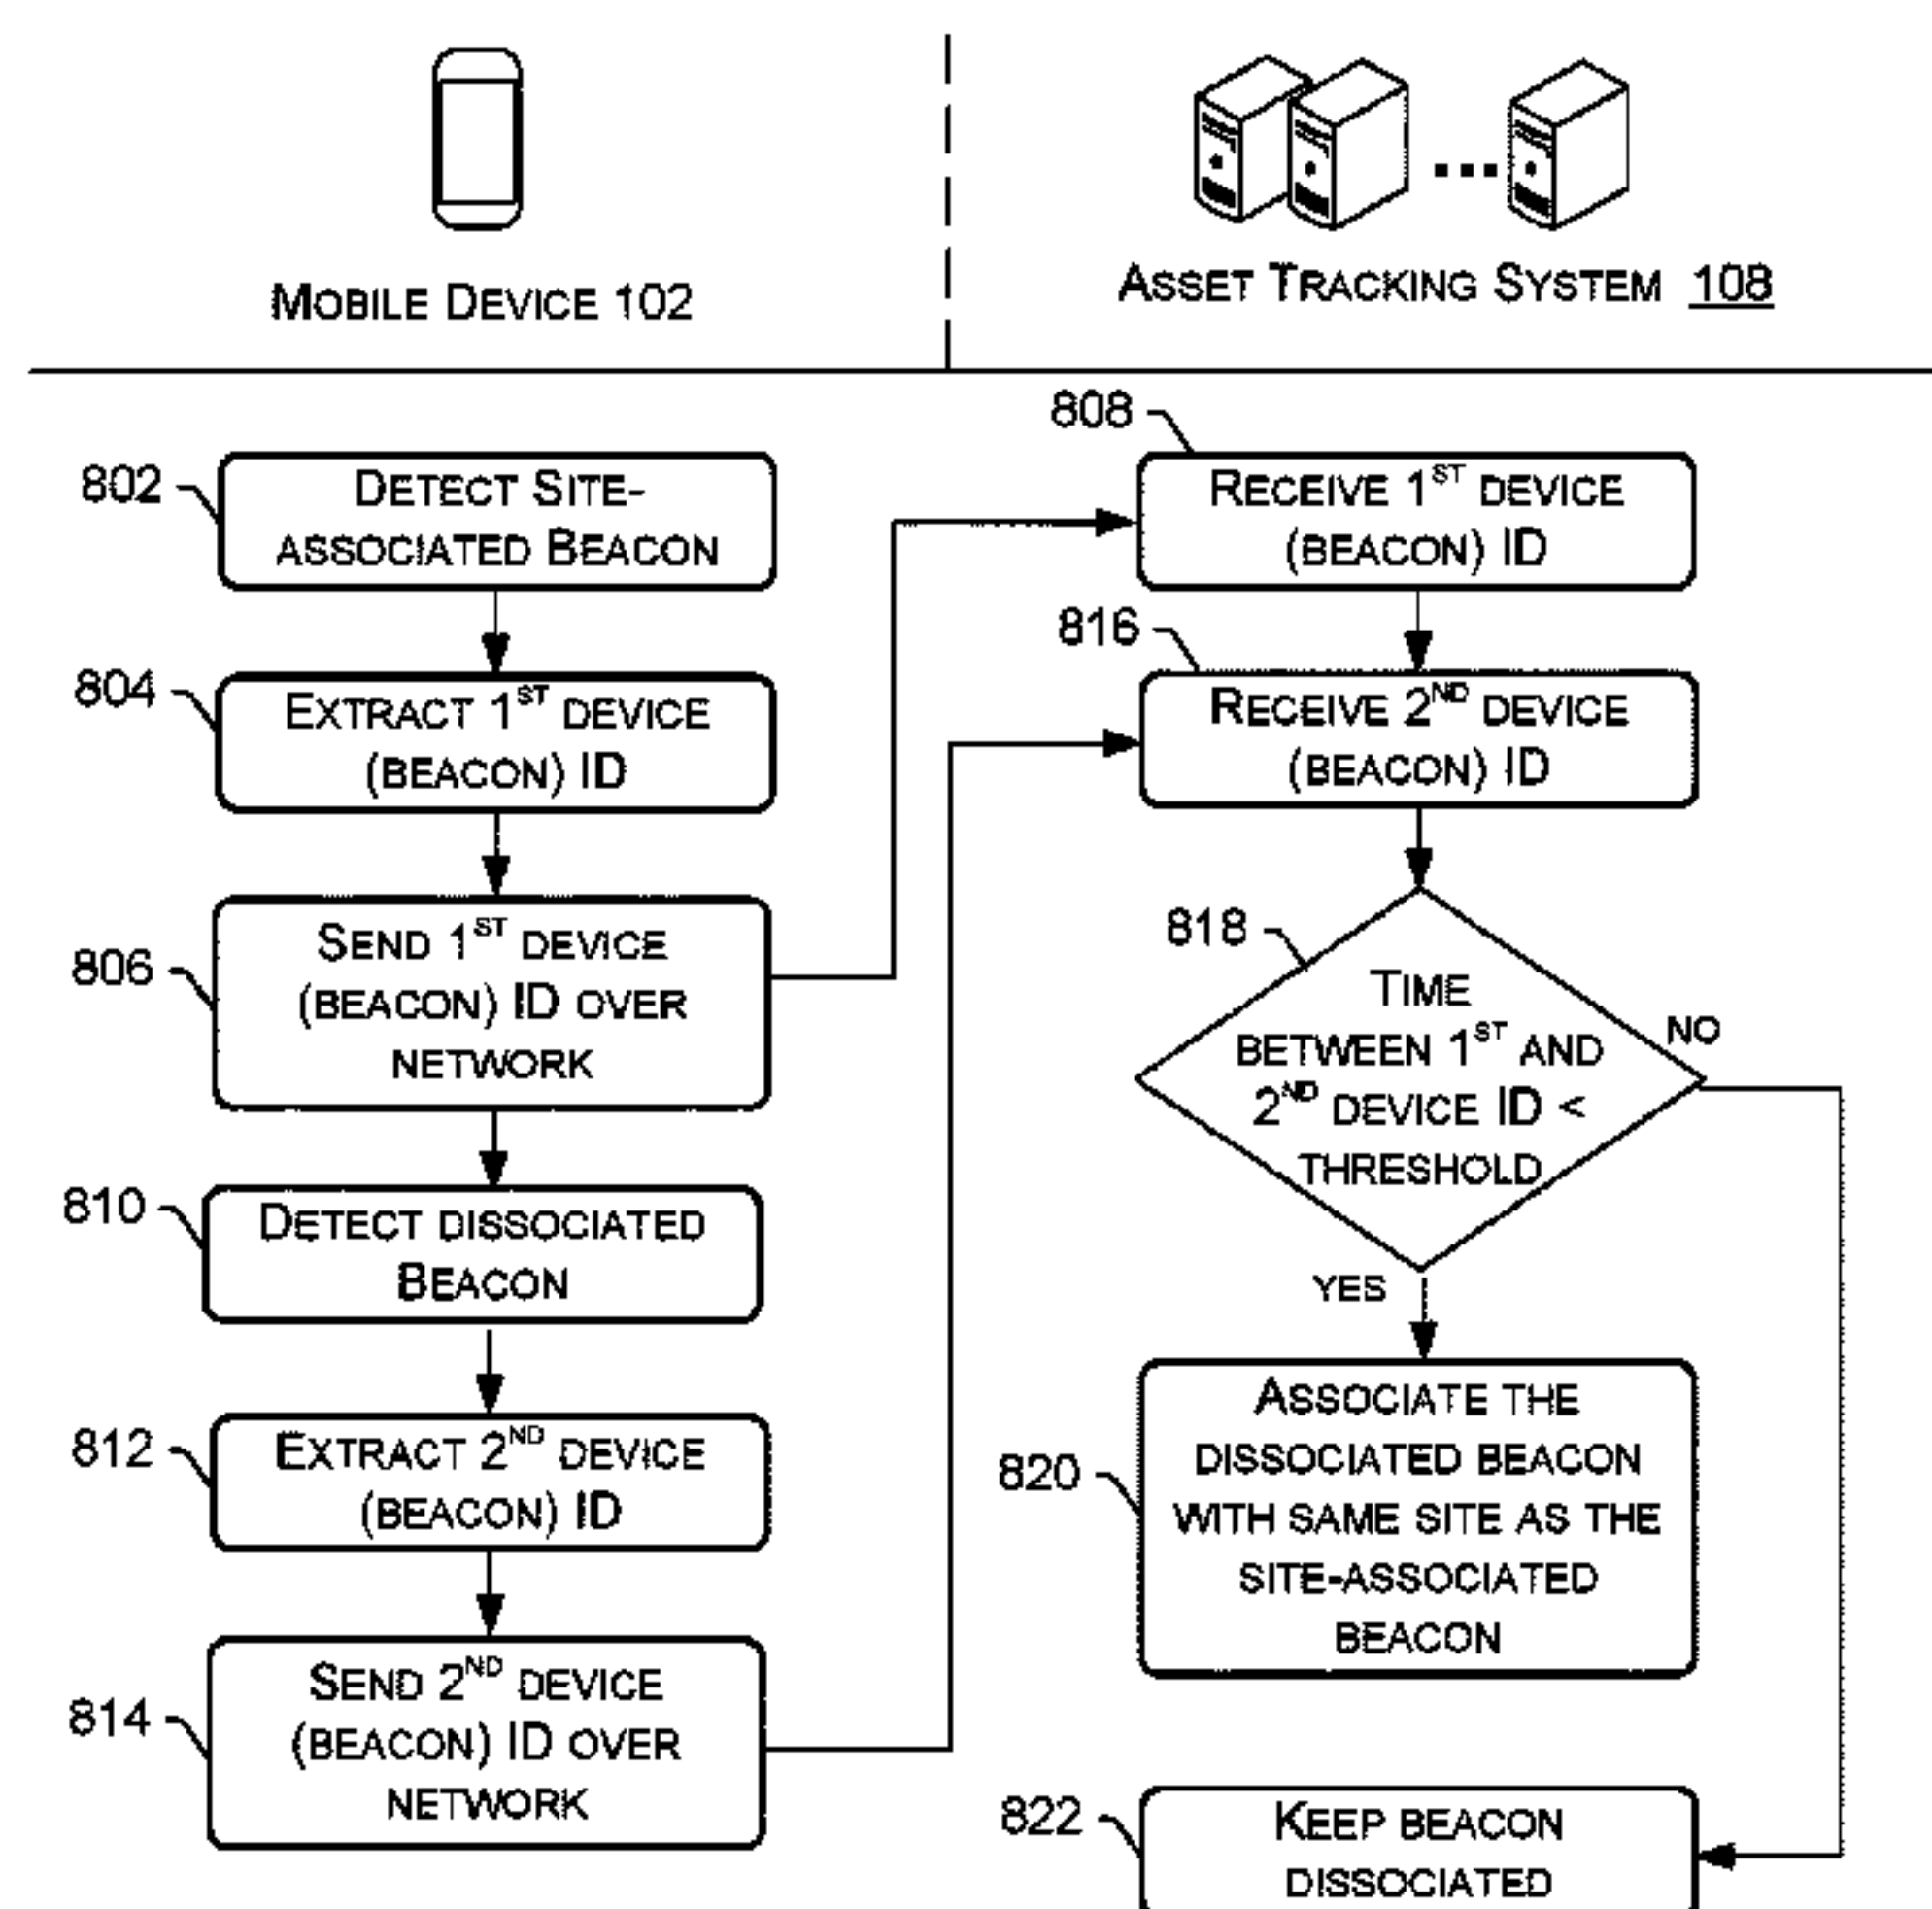 MOBILE DEVICE 102
ASSET TRACKING SYSTEM 108
802
DETECT SITE-
ASSOCIATED BEACON
804
EXTRACT 1ST DEVICE
(BEACON) ID
806
SEND 1ST DEVICE
(BEACON) ID OVER
NETWORK
810
DETECT DISSOCIATED
BEACON
812
EXTRACT 2ND DEVICE
(BEACON) ID
814
SEND 2ND DEVICE
(BEACON) ID OVER
NETWORK
808
RECEIVE 1ST DEVICE
(BEACON) ID
816
RECEIVE 2ND DEVICE
(BEACON) ID
818
TIME
BETWEEN 1ST AND
2ND DEVICE ID <
THRESHOLD
NO
YES
820
ASSOCIATE THE
DISSOCIATED BEACON
WITH SAME SITE AS THE
SITE-ASSOCIATED
BEACON
822
KEEP BEACON
DISSOCIATED